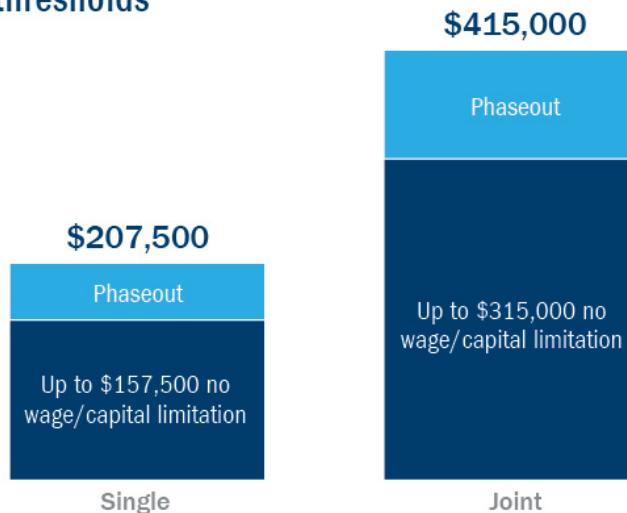 thresholds
$415,000
Phaseout
$207,500
Phaseout
Up to $315,000 no
wage/capital limitation
Up to $157,500 no
wage/capital limitation
Single
Joint